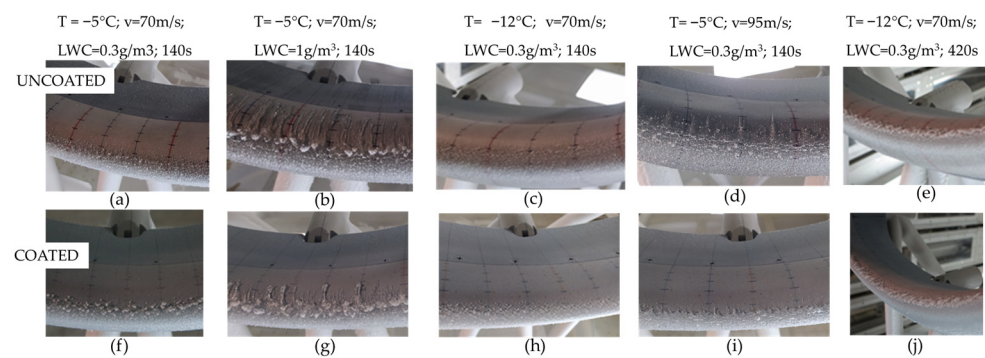 T = −5°C; v=70m/s;
LWC=0.3g/m3; 140s
T = −5°C; v=70m/s;
LWC=1g/m³; 140s
T= −12°C; v=70m/s;
LWC=0.3g/m³; 140s
T = −5°C; v=95m/s;
LWC=0.3g/m³; 140s
T = −12°C; v=70m/s;
LWC=0.3g/m³; 420s
UNCOATED
(a)
(b)
(c)
(d)
(e)
COATED
(f)
(g)
(h)
(i)
(j)